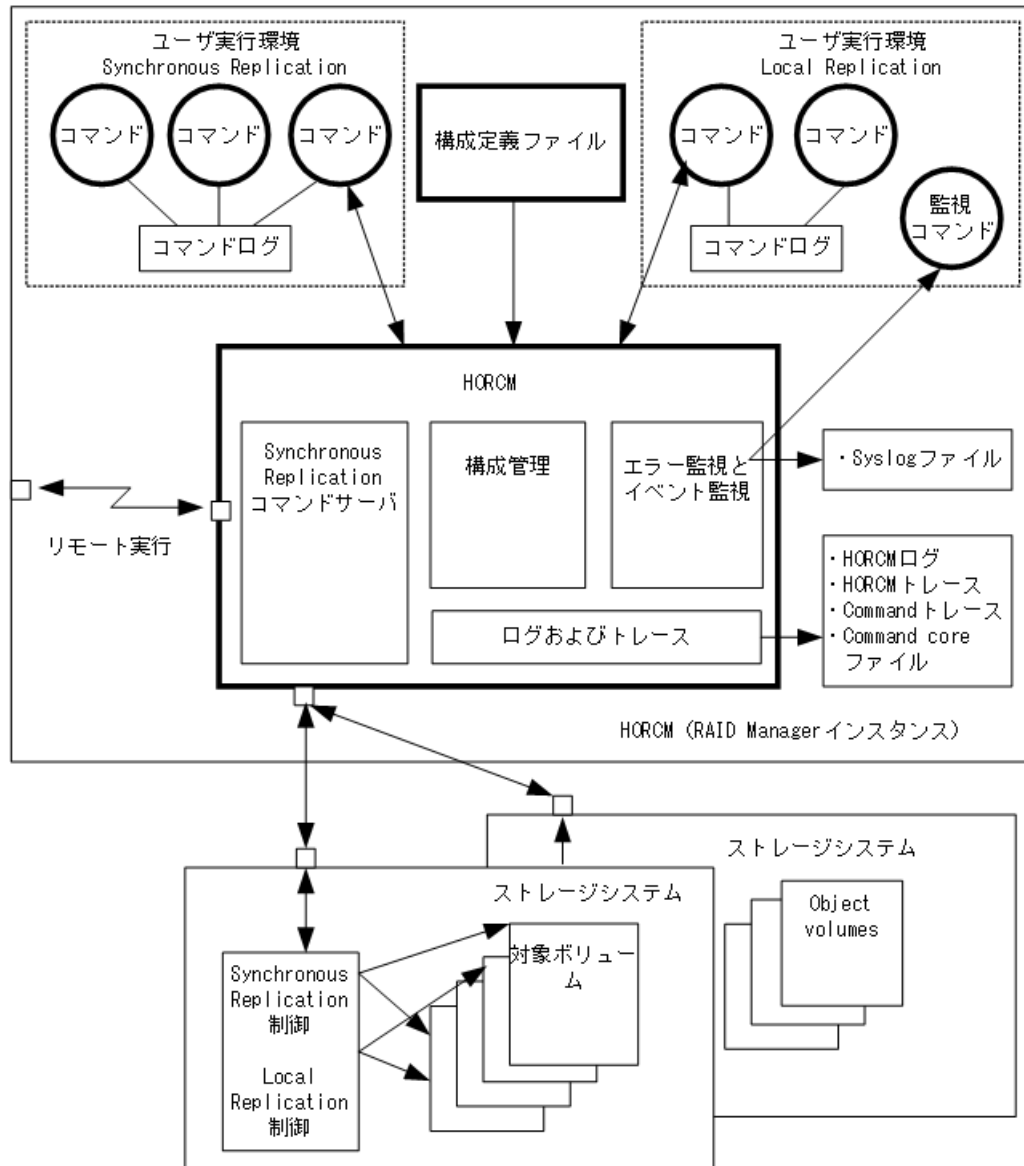 ユーザ実行環境
Synchronous Replication
コマンド
コマンド
コマンド
コマンドログ
構成定義ファイル
ユーザ実行環境
Local Replication
コマンド
コマンド
コマンドログ
監視
コマンド
HORCM
Synchronous
Replication
コマンドサーバ
構成管理
エラー監視と
イベント監視
・Syslogファイル
リモート実行
ログおよびトレース
・HORCMログ
・HORCMトレース
・Commandトレース
・Command core
ファイル
HORCM (RAID Managerインスタンス)
ストレージシステム
Object
volumes
ストレージシステム
対象ボリュー
ム
Synchronous
Replication
制御
Local
Replication
制御